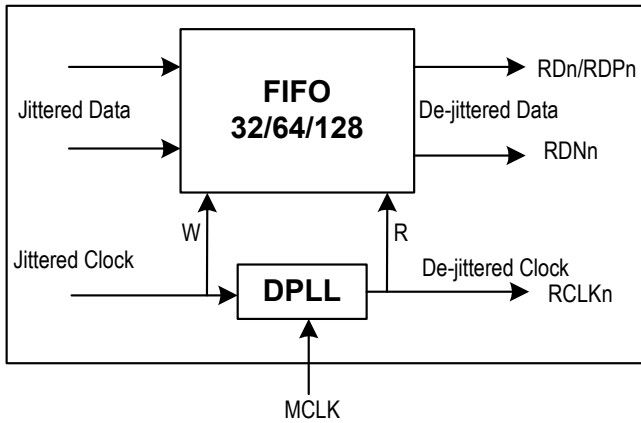 RDn/RDPn
FIFO
32/64/128
Jittered Data
De-jittered Data
RDNn
W
R
Jittered Clock
De-jittered Clock
DPLL
RCLKn
MCLK